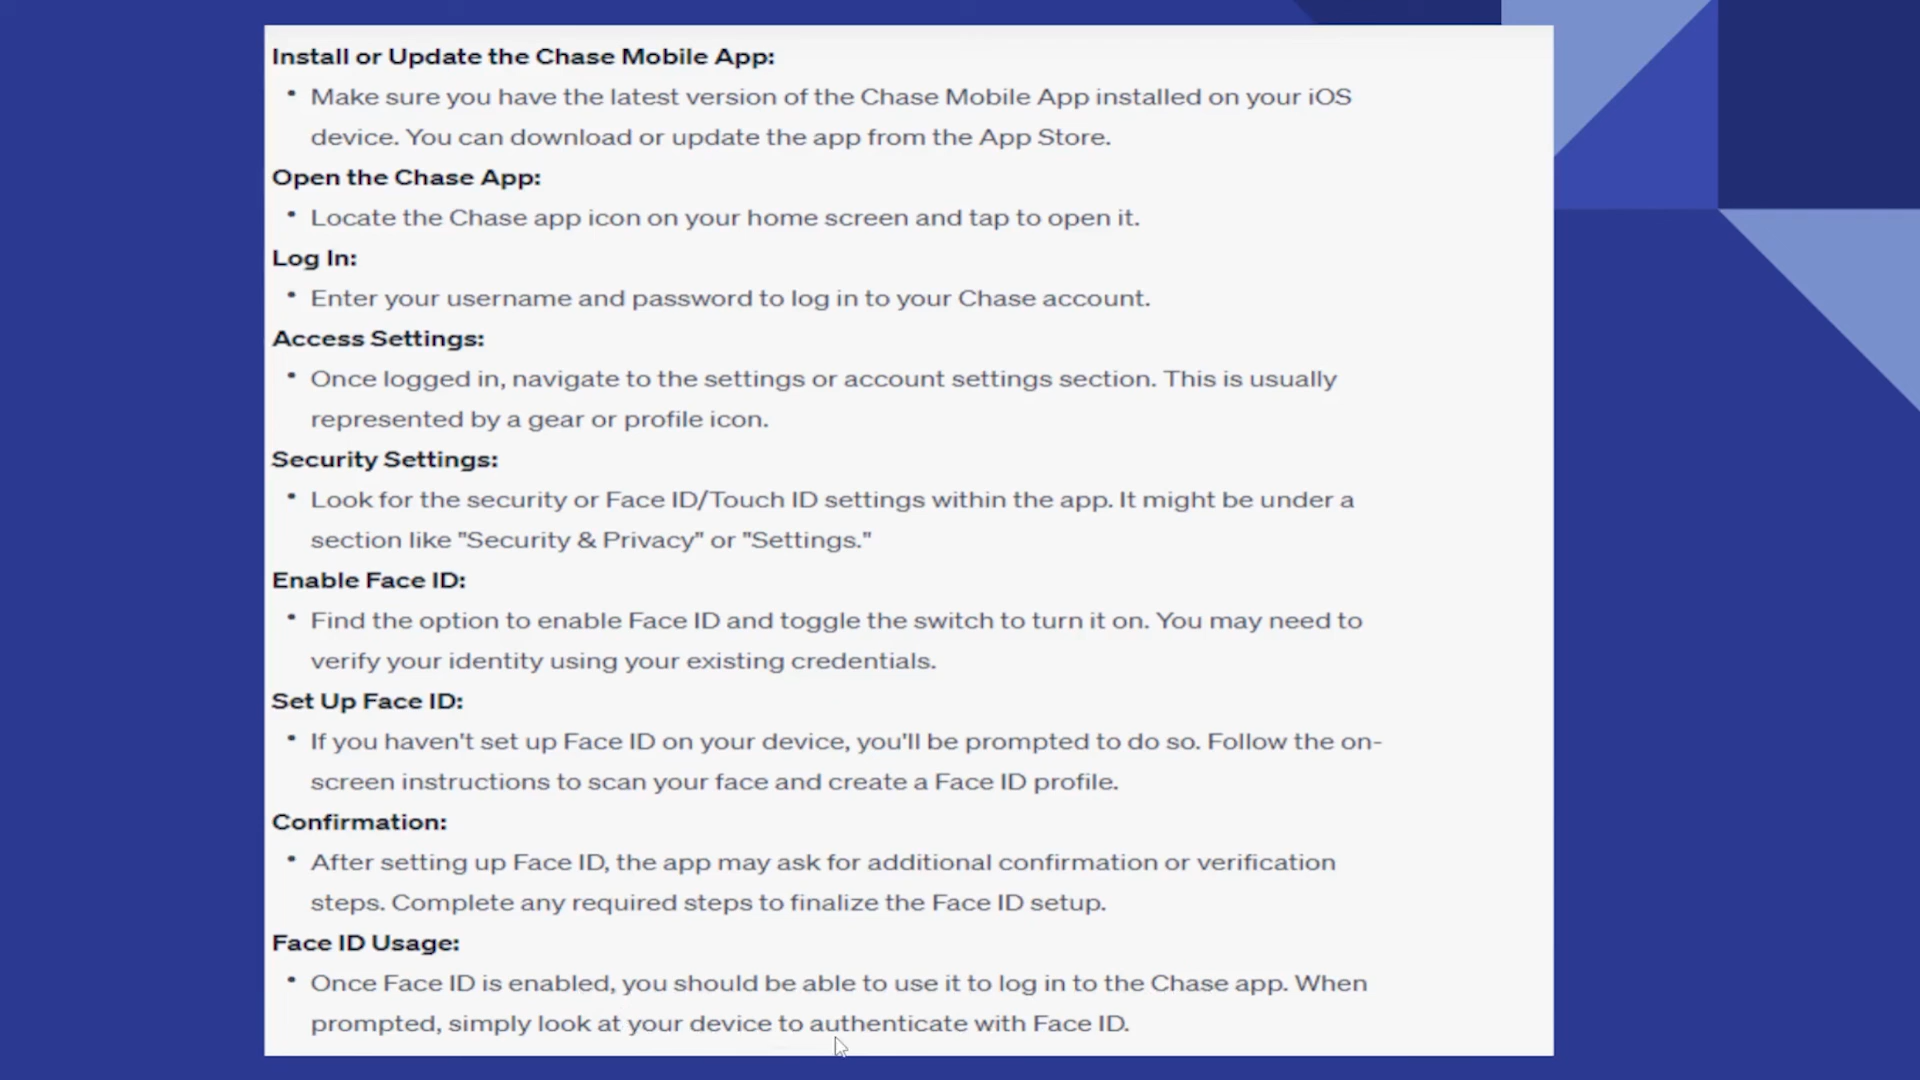 Install or Update the Chase Mobile App:
• Make sure you have the latest version of the Chase Mobile App installed on your iOS
device. You can download or update the app from the App Store.
Open the Chase App:
• Locate the Chase app icon on your home screen and tap to open it.
Log In:
• Enter your username and password to log in to your Chase account.
Access Settings:
• Once logged in, navigate to the settings or account settings section. This is usually
represented by a gear or profile icon.
Security Settings:
• Look for the security or Face ID/Touch ID settings within the app. It might be under a
section like "Security & Privacy" or "Settings."
Enable Face ID:
• Find the option to enable Face ID and toggle the switch to turn it on. You may need to
verify your identity using your existing credentials.
Set Up Face ID:
• If you haven't set up Face ID on your device, you'll be prompted to do so. Follow the on-
screen instructions to scan your face and create a Face ID profile.
Confirmation:
• After setting up Face ID, the app may ask for additional confirmation or verification
steps. Complete any required steps to finalize the Face ID setup.
Face ID Usage:
• Once Face ID is enabled, you should be able to use it to log in to the Chase app. When
prompted, simply look at your device to authenticate with Face ID.